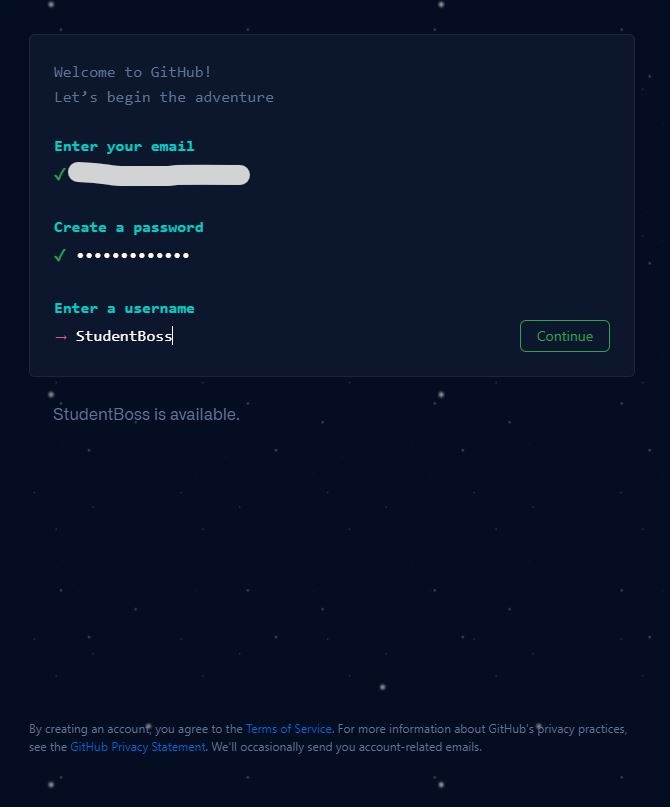 Welcome to GitHub!
Let’s begin the adventure
Enter your email
✓
Create a password
✓ •••••••••••••
Enter a username
→ StudentBoss
Continue
StudentBoss is available.
By creating an account, you agree to the Terms of Service. For more information about GitHub's privacy practices,
see the GitHub Privacy Statement. We'll occasionally send you account-related emails.